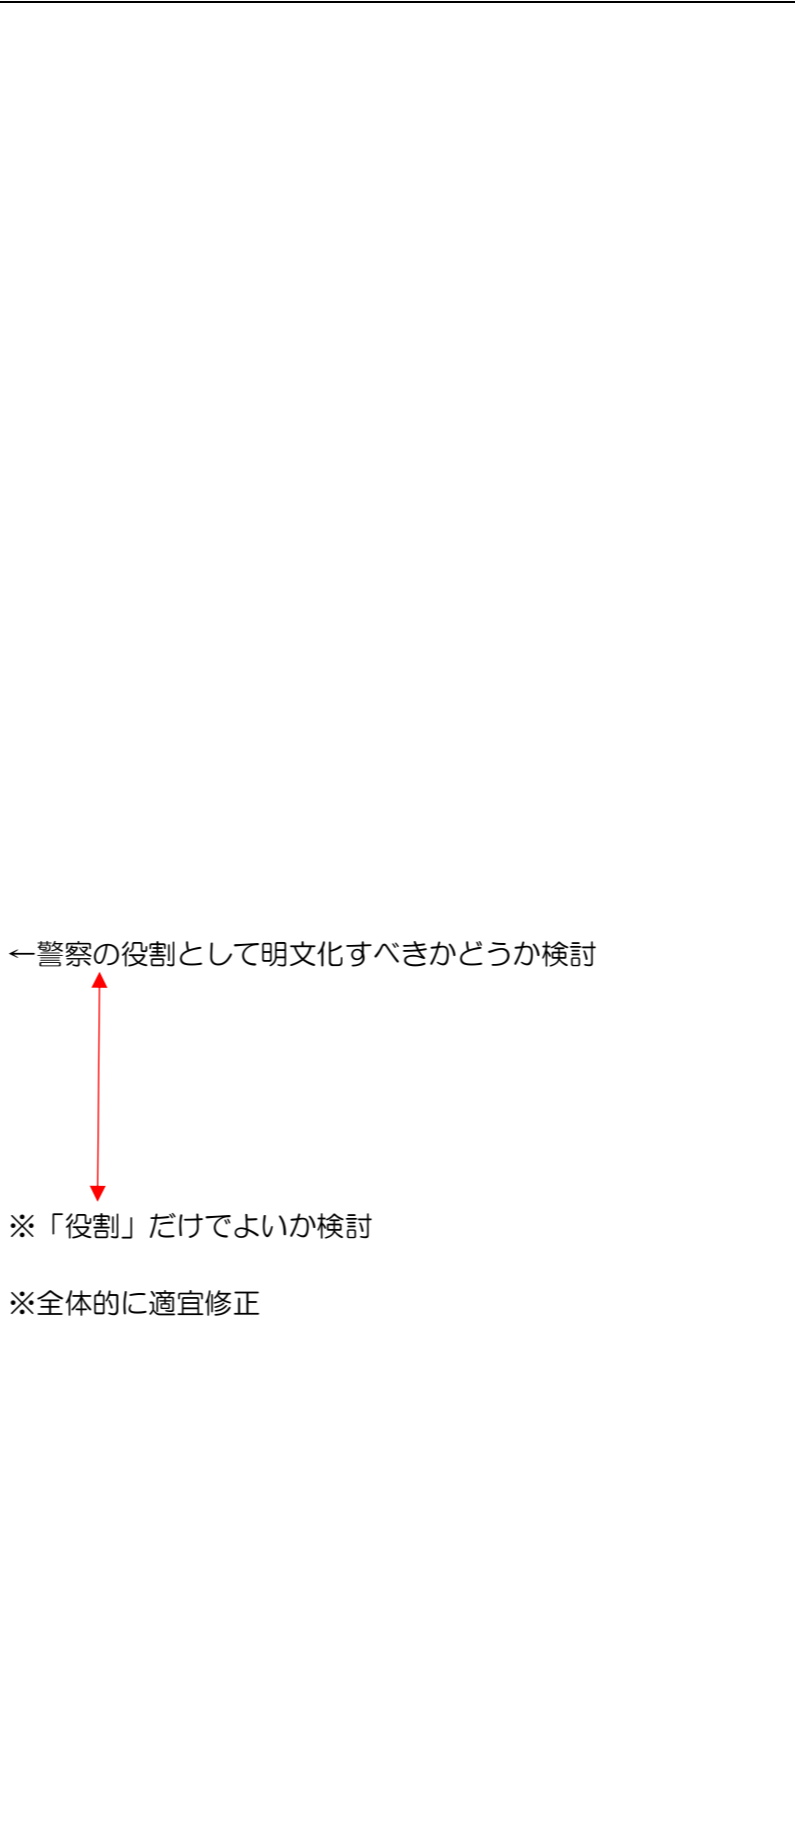 ←警察の役割として明文化すべきかどうか検討
※「役割」だけでよいか検討
※全体的に適宜修正